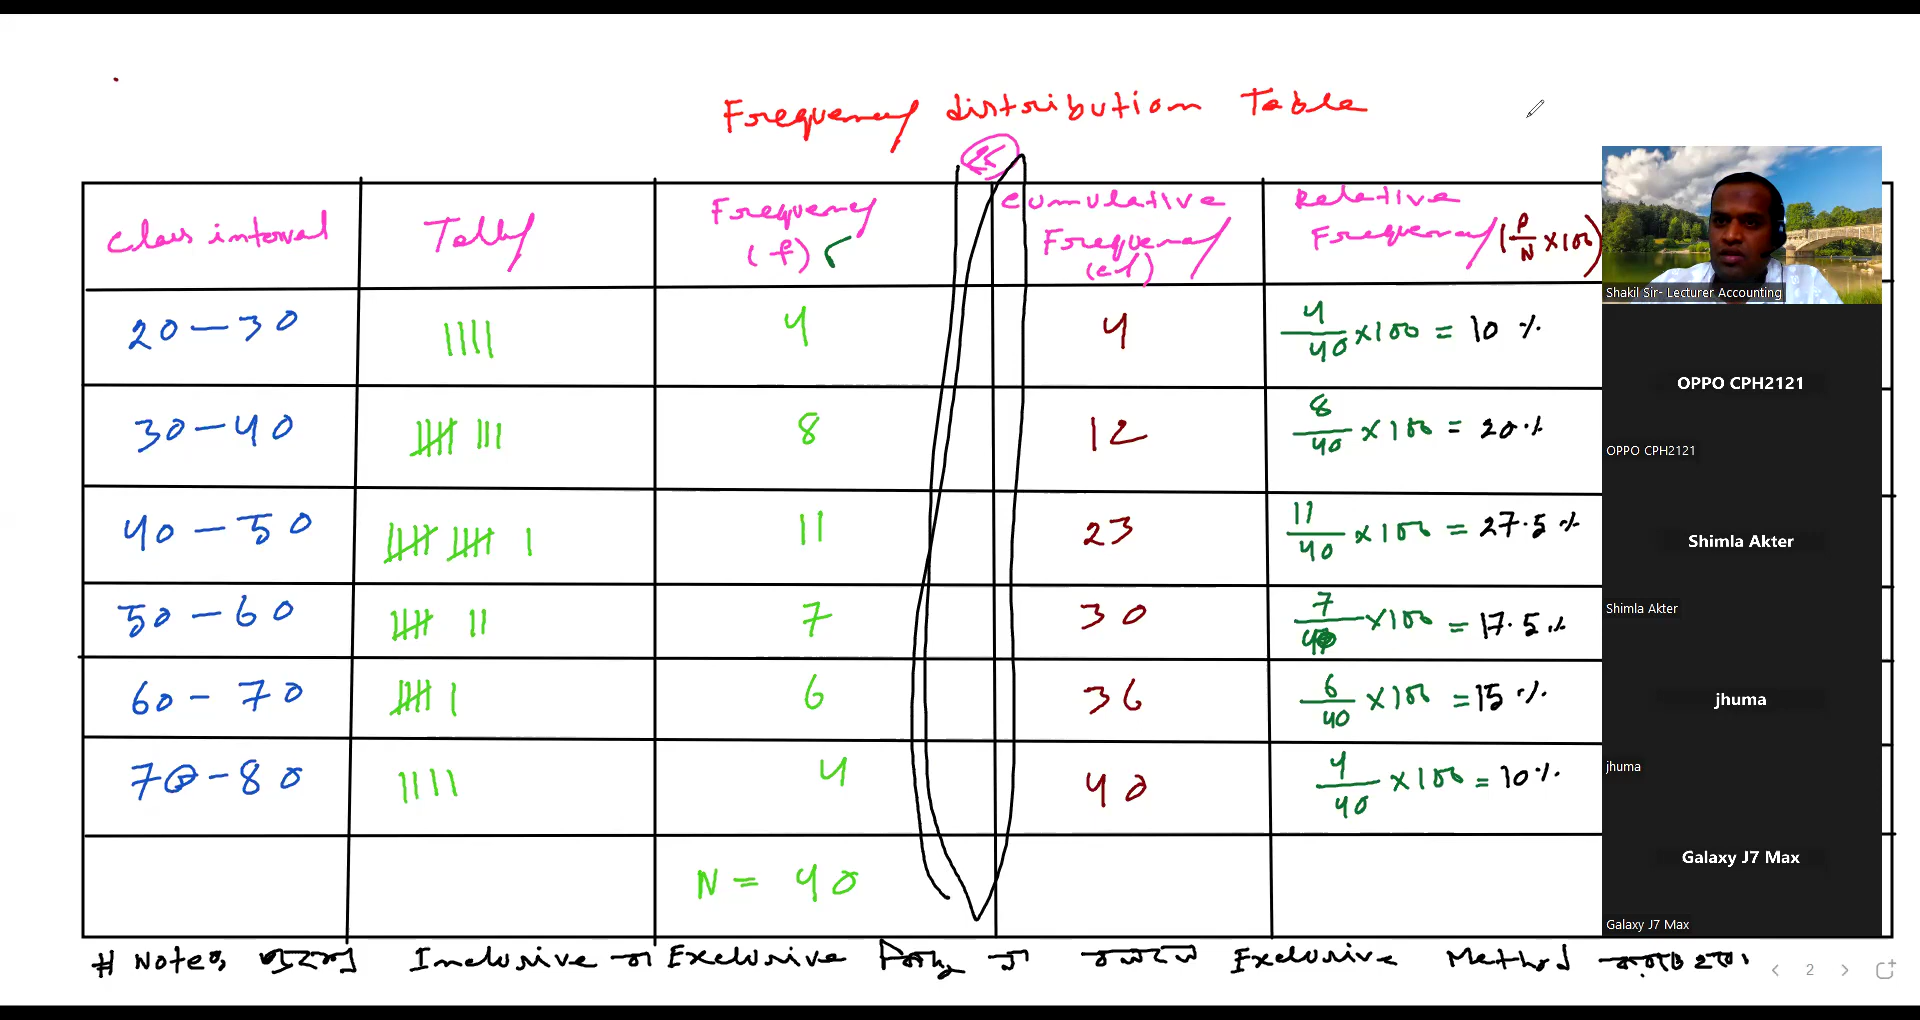 Frequency distribution Table
Class interval Tally Frequency (f) Cumulative Frequency (cf) Relative Frequency (f/N ×100)
20 – 30 |||| 4 4 4/40 ×100 = 10 %
30 – 40 |||| ||| 8 12 8/40 ×100 = 20 %
40 – 50 |||| |||| | 11 23 11/40 ×100 = 27.5 %
50 – 60 |||| || 7 30 7/40 ×100 = 17.5 %
60 – 70 |||| | 6 36 6/40 ×100 = 15 %
70 – 80 |||| 4 40 4/40 ×100 = 10 %
N = 40
# Note: Inclusive বা Exclusive না Exclusive Method
Shakil Sir- Lecturer Accounting
OPPO CPH2121
OPPO CPH2121
Shimla Akter
Shimla Akter
jhuma
jhuma
Galaxy J7 Max
Galaxy J7 Max
2